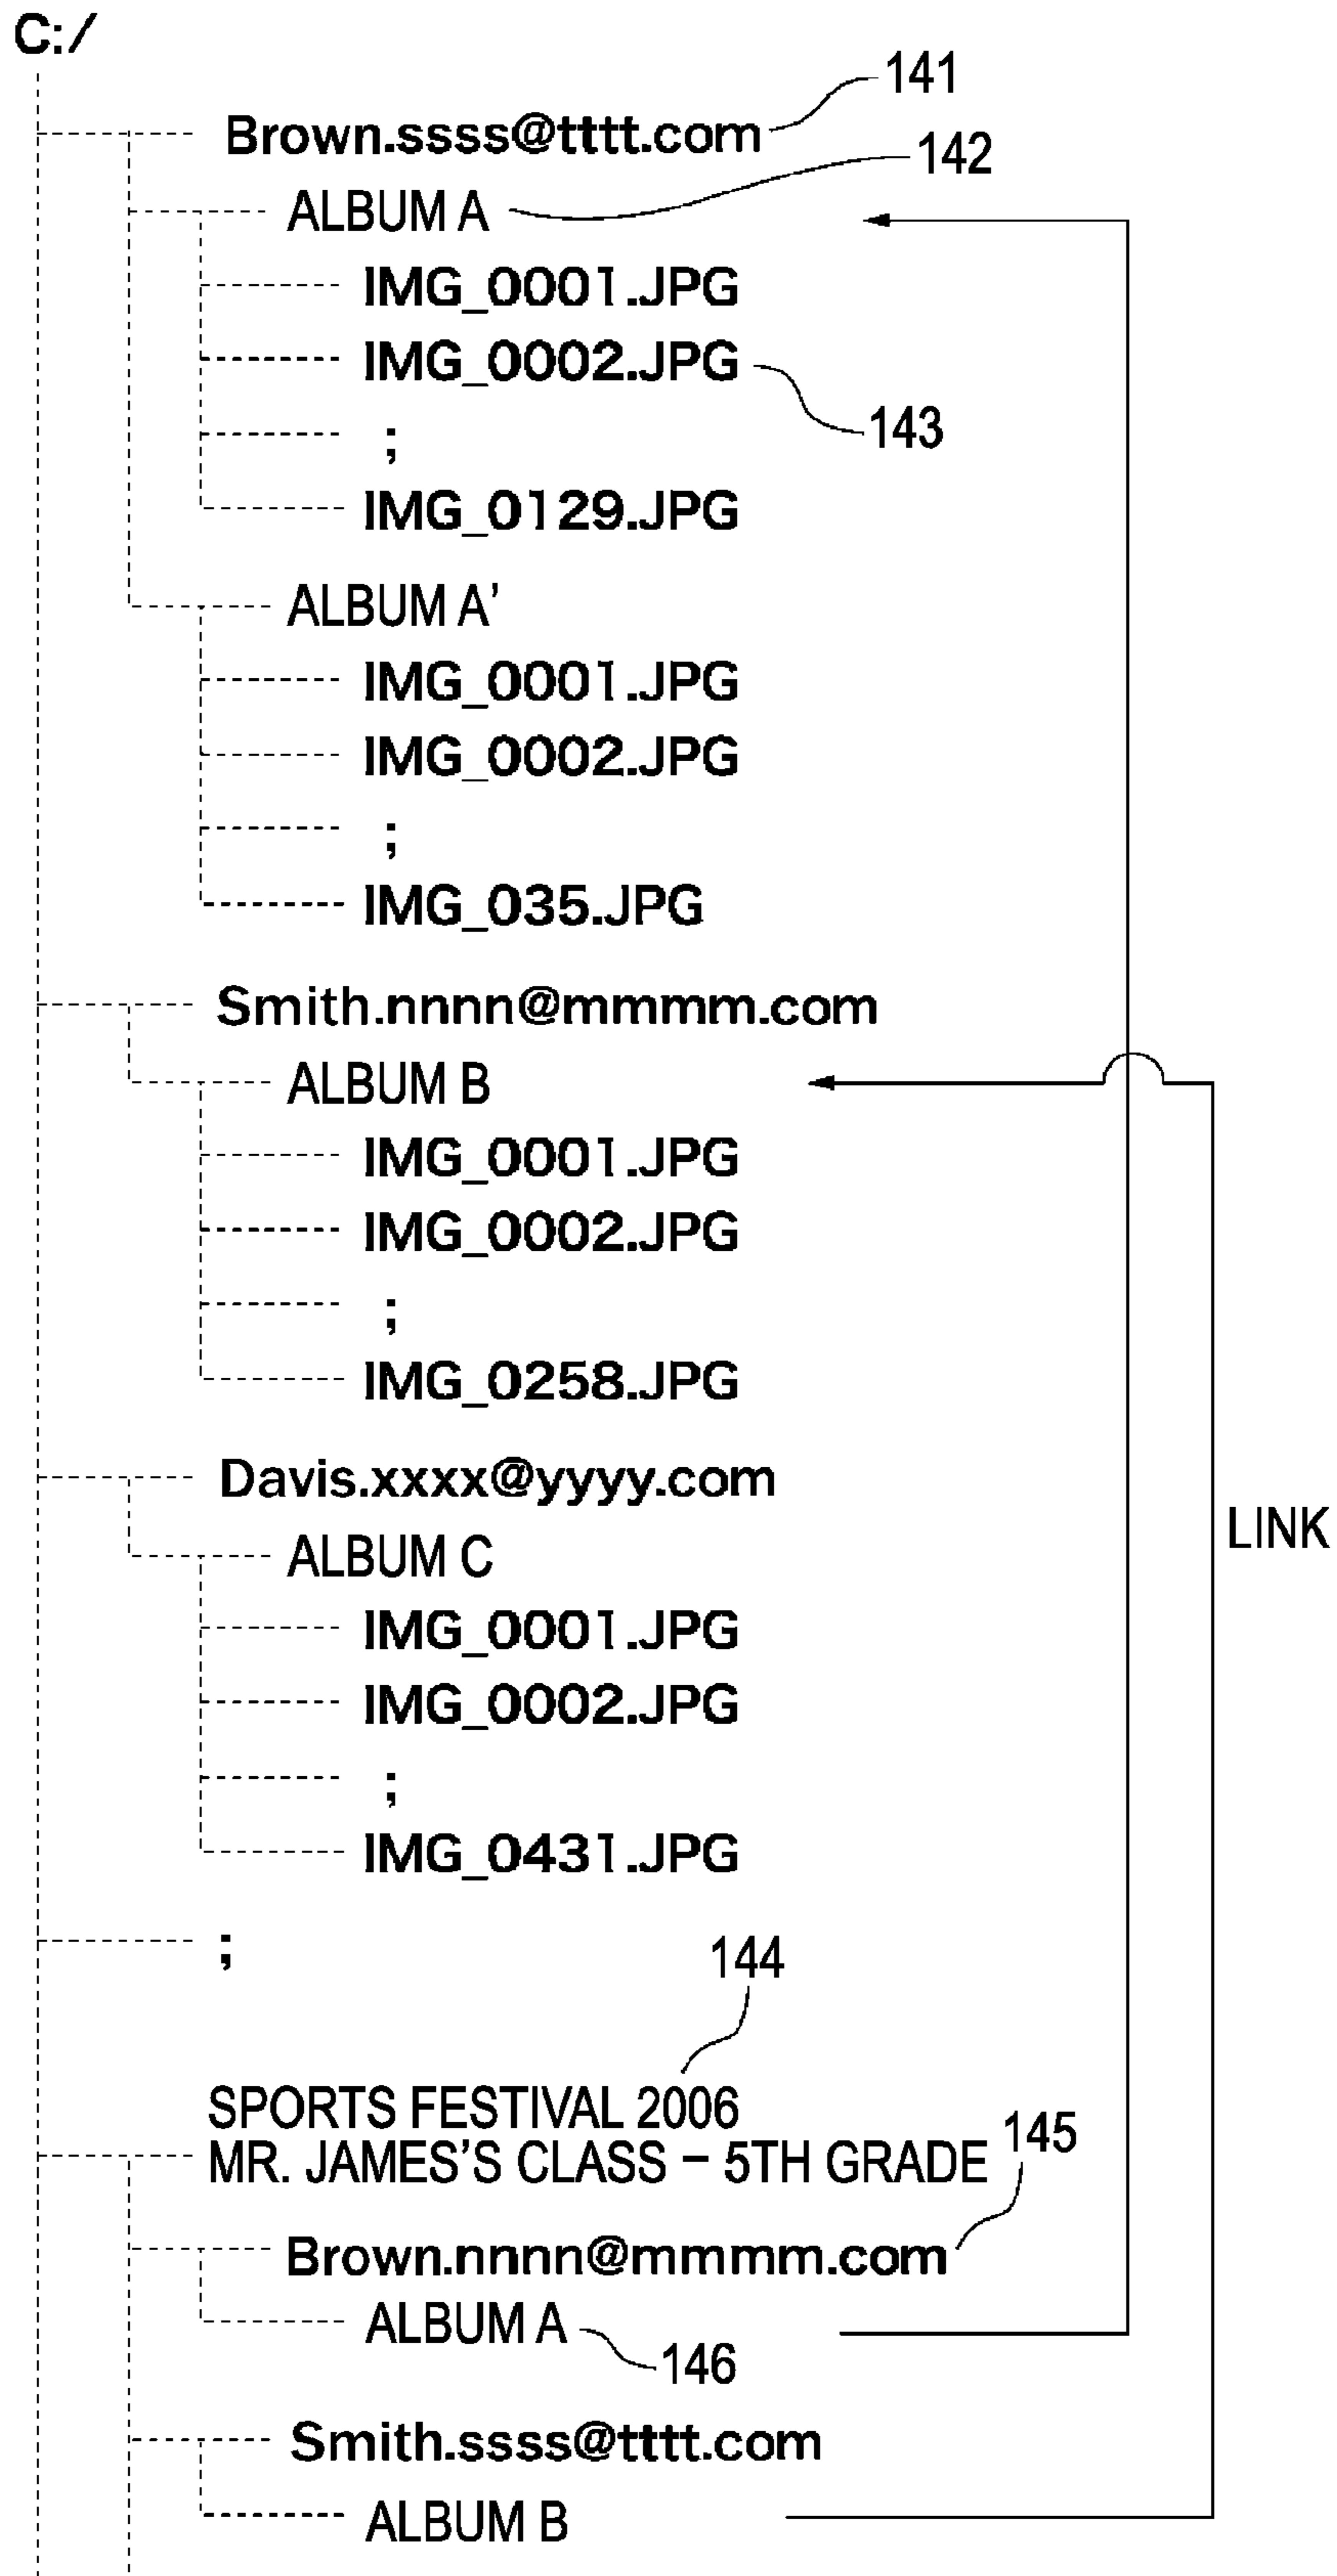 C:/
141
Brown.ssss@tttt.com
142
ALBUM A
IMG_0001.JPG
IMG_0002.JPG
143
;
IMG_0129.JPG
ALBUM A’
IMG_0001.JPG
IMG_0002.JPG
;
IMG_035.JPG
Smith.nnnn@mmmm.com
ALBUM B
IMG_0001.JPG
IMG_0002.JPG
;
IMG_0258.JPG
Davis.xxxx@yyyy.com
LINK
ALBUM C
IMG_0001.JPG
IMG_0002.JPG
;
IMG_0431.JPG
;
144
SPORTS FESTIVAL 2006
145
MR. JAMES’S CLASS – 5TH GRADE
Brown.nnnn@mmmm.com
ALBUM A
146
Smith.ssss@tttt.com
ALBUM B